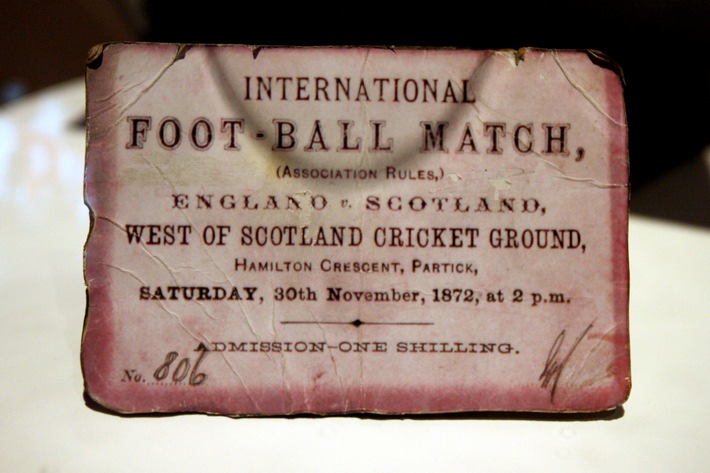 INTERNATIONAL
FOOT-BALL MATCH,
(ASSOCIATION RULES,)
ENGLAND v. SCOTLAND,
WEST OF SCOTLAND CRICKET GROUND,
HAMILTON CRESCENT, PARTICK,
SATURDAY, 30th November, 1872, at 2 p.m.
ADMISSION-ONE SHILLING.
No. 806